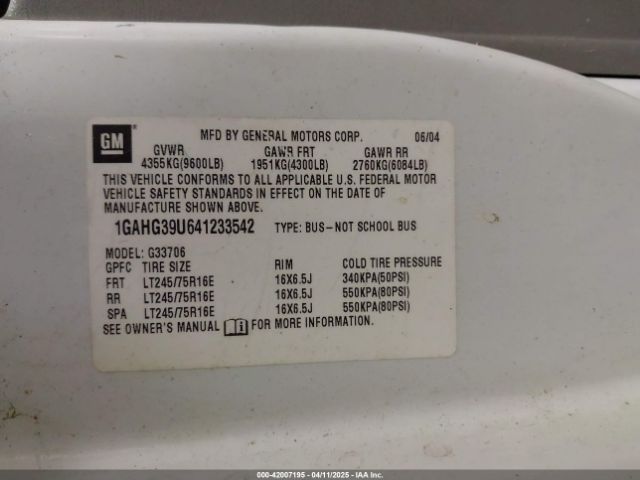 GM ®
MFD BY GENERAL MOTORS CORP. 06/04
GVWR GAWR FRT GAWR RR
4355KG(9600LB) 1951KG(4300LB) 2760KG(6084LB)
THIS VEHICLE CONFORMS TO ALL APPLICABLE U.S. FEDERAL MOTOR
VEHICLE SAFETY STANDARDS IN EFFECT ON THE DATE OF
MANUFACTURE SHOWN ABOVE.
1GAHG39U641233542 TYPE: BUS-NOT SCHOOL BUS
MODEL: G33706
GPFC TIRE SIZE RIM COLD TIRE PRESSURE
FRT LT245/75R16E 16X6.5J 340KPA(50PSI)
RR LT245/75R16E 16X6.5J 550KPA(80PSI)
SPA LT245/75R16E 16X6.5J 550KPA(80PSI)
SEE OWNER'S MANUAL i FOR MORE INFORMATION.
000-42007195 - 04/11/2025 - IAA Inc.